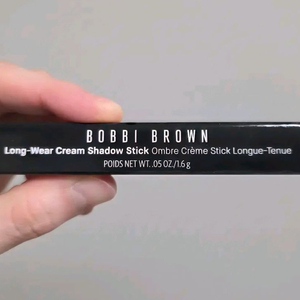 BOBBI BROWN
Long-Wear Cream Shadow Stick Ombre Crème Stick Longue-Tenue
POIDS NET WT. .05 OZ./1.6 g